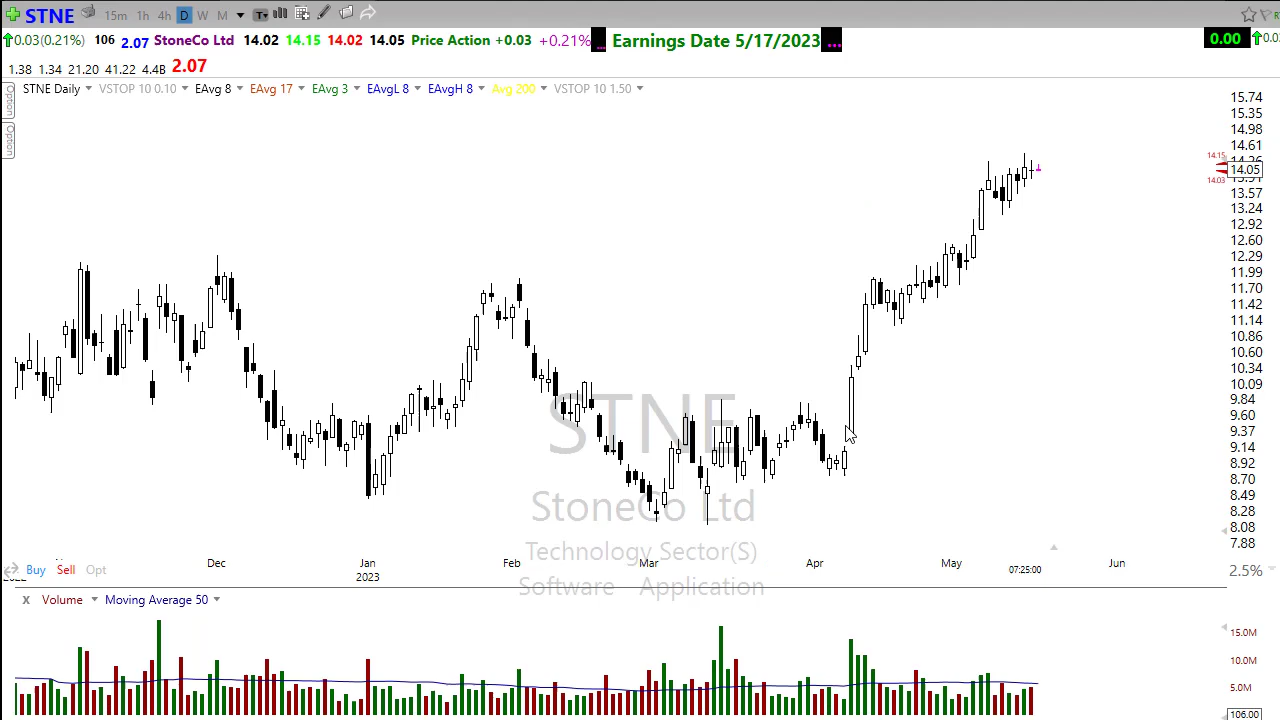 STNE 15m 1h 4h D W M T
0.03(0.21%) 106 2.07 StoneCo Ltd 14.02 14.15 14.02 14.05 Price Action +0.03 +0.21% ... Earnings Date 5/17/2023 ... 0.00
1.38 1.34 21.20 41.22 4.4B 2.07
STNE Daily VSTOP 10 0.10 EAvg 8 EAvg 17 EAvg 3 EAvgL 8 EAvgH 8 Avg 200 VSTOP 10 1.50
Option
Option
15.74
15.35
14.98
14.61
14.15
14.05
14.03
13.57
13.24
12.92
12.60
12.29
11.99
11.70
11.42
11.14
10.86
10.60
10.34
10.09
9.84
9.60
9.37
9.14
8.92
8.70
8.49
8.28
8.08
7.88
STNE
StoneCo Ltd
Technology Sector(S)
Software Application
Dec Jan Feb Mar Apr May Jun
2023
07:25:00
Buy Sell Opt 2.5%
X Volume Moving Average 50
15.0M
10.0M
5.0M
106.00